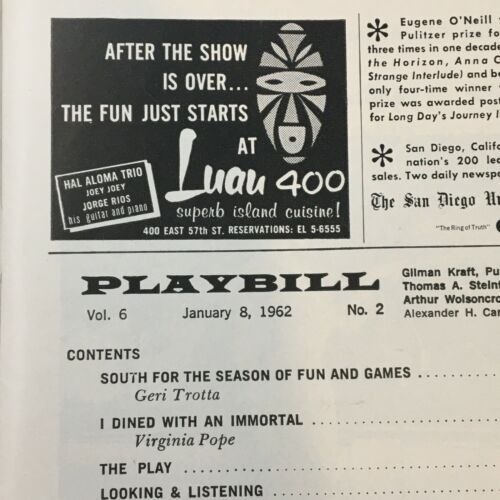 AFTER THE SHOW
IS OVER...
THE FUN JUST STARTS
AT
Luau 400
superb island cuisine!
400 EAST 57th ST. RESERVATIONS: EL 5-6555
HAL ALOMA TRIO
JOEY JOEY
JORGE RIOS
his guitar and piano
* Eugene O'Neill
Pulitzer prize fo
three times in one decade
the Horizon, Anna C
Strange Interlude) and be
only four-time winner
prize was awarded post
for Long Day's Journey I
* San Diego, Calif
nation's 200 lea
sales. Two daily newspa
The San Diego Un
"The Ring of Truth"
PLAYBILL
Vol. 6 January 8, 1962 No. 2
Gilman Kraft, Pu
Thomas A. Stein
Arthur Wolsoncro
Alexander H. Car
CONTENTS
SOUTH FOR THE SEASON OF FUN AND GAMES ..........
Geri Trotta
I DINED WITH AN IMMORTAL ....................
Virginia Pope
THE PLAY ..............................
LOOKING & LISTENING ....................